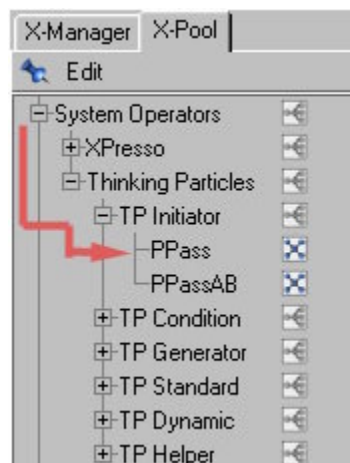 X-Manager X-Pool
Edit
System Operators
XPresso
Thinking Particles
TP Initiator
PPass
PPassAB
TP Condition
TP Generator
TP Standard
TP Dynamic
TP Helper